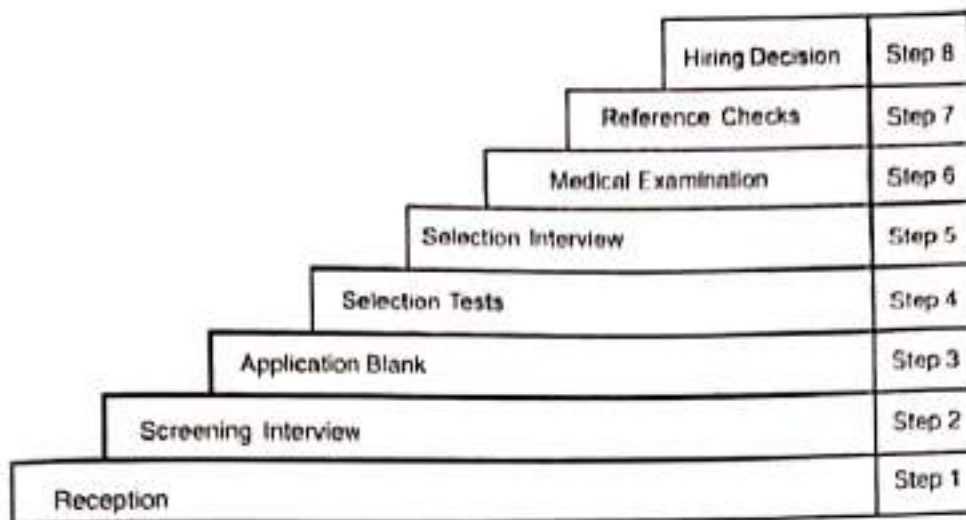 Hiring Decision Step 8
Reference Checks Step 7
Medical Examination Step 6
Selection Interview Step 5
Selection Tests Step 4
Application Blank Step 3
Screening Interview Step 2
Reception Step 1